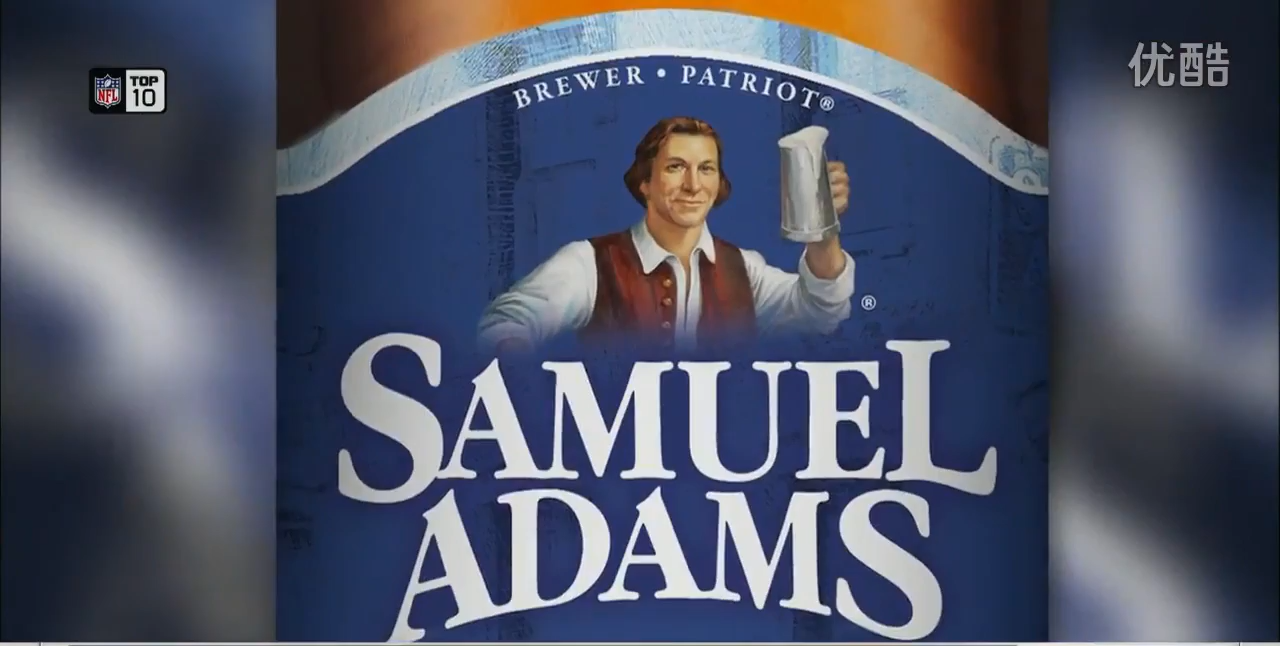 NFL
TOP
10
优酷
BREWER • PATRIOT®
®
SAMUEL
ADAMS